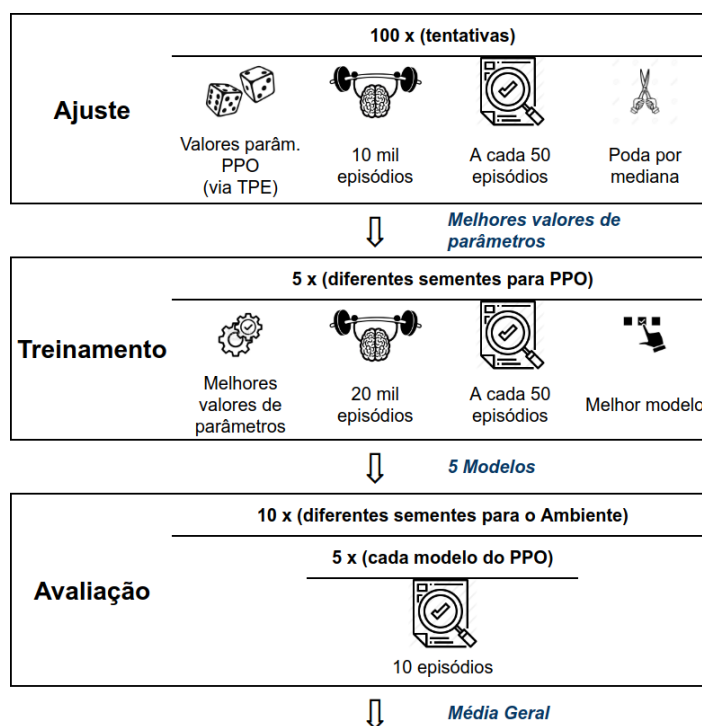 100 x (tentativas)
Ajuste
Valores parâm.
PPO
(via TPE)
10 mil
episódios
A cada 50
episódios
Poda por
mediana
Melhores valores de
parâmetros
5 x (diferentes sementes para PPO)
Treinamento
Melhores
valores de
parâmetros
20 mil
episódios
A cada 50
episódios
Melhor modelo
5 Modelos
10 x (diferentes sementes para o Ambiente)
5 x (cada modelo do PPO)
Avaliação
10 episódios
Média Geral